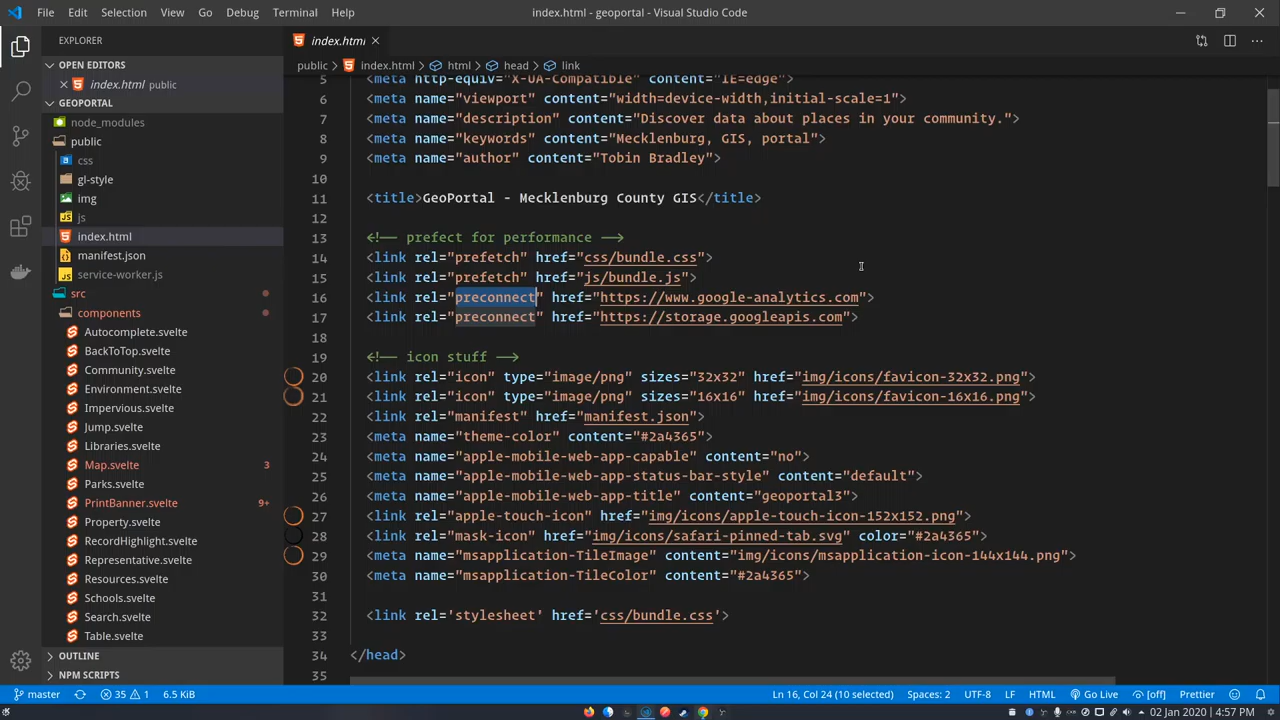 File Edit Selection View Go Debug Terminal Help
index.html - geoportal - Visual Studio Code
EXPLORER
OPEN EDITORS
index.html public
GEOPORTAL
node_modules
public
css
gl-style
img
js
index.html
manifest.json
service-worker.js
src
components
Autocomplete.svelte
BackToTop.svelte
Community.svelte
Environment.svelte
Impervious.svelte
Jump.svelte
Libraries.svelte
Map.svelte 3
Parks.svelte
PrintBanner.svelte 9+
Property.svelte
RecordHighlight.svelte
Representative.svelte
Resources.svelte
Schools.svelte
Search.svelte
Table.svelte
OUTLINE
NPM SCRIPTS
index.html
public > index.html > html > head > link
5 <meta http-equiv="X-UA-Compatible" content="IE=edge">
6 <meta name="viewport" content="width=device-width,initial-scale=1">
7 <meta name="description" content="Discover data about places in your community.">
8 <meta name="keywords" content="Mecklenburg, GIS, portal">
9 <meta name="author" content="Tobin Bradley">
10
11 <title>GeoPortal - Mecklenburg County GIS</title>
12
13 <!-- prefect for performance -->
14 <link rel="prefetch" href="css/bundle.css">
15 <link rel="prefetch" href="js/bundle.js">
16 <link rel="preconnect" href="https://www.google-analytics.com">
17 <link rel="preconnect" href="https://storage.googleapis.com">
18
19 <!-- icon stuff -->
20 <link rel="icon" type="image/png" sizes="32x32" href="img/icons/favicon-32x32.png">
21 <link rel="icon" type="image/png" sizes="16x16" href="img/icons/favicon-16x16.png">
22 <link rel="manifest" href="manifest.json">
23 <meta name="theme-color" content="#2a4365">
24 <meta name="apple-mobile-web-app-capable" content="no">
25 <meta name="apple-mobile-web-app-status-bar-style" content="default">
26 <meta name="apple-mobile-web-app-title" content="geoportal3">
27 <link rel="apple-touch-icon" href="img/icons/apple-touch-icon-152x152.png">
28 <link rel="mask-icon" href="img/icons/safari-pinned-tab.svg" color="#2a4365">
29 <meta name="msapplication-TileImage" content="img/icons/msapplication-icon-144x144.png">
30 <meta name="msapplication-TileColor" content="#2a4365">
31
32 <link rel='stylesheet' href='css/bundle.css'>
33
34 </head>
35
master 35 1 6.5 KiB Ln 16, Col 24 (10 selected) Spaces: 2 UTF-8 LF HTML Go Live [off] Prettier
02 Jan 2020 | 4:57 PM